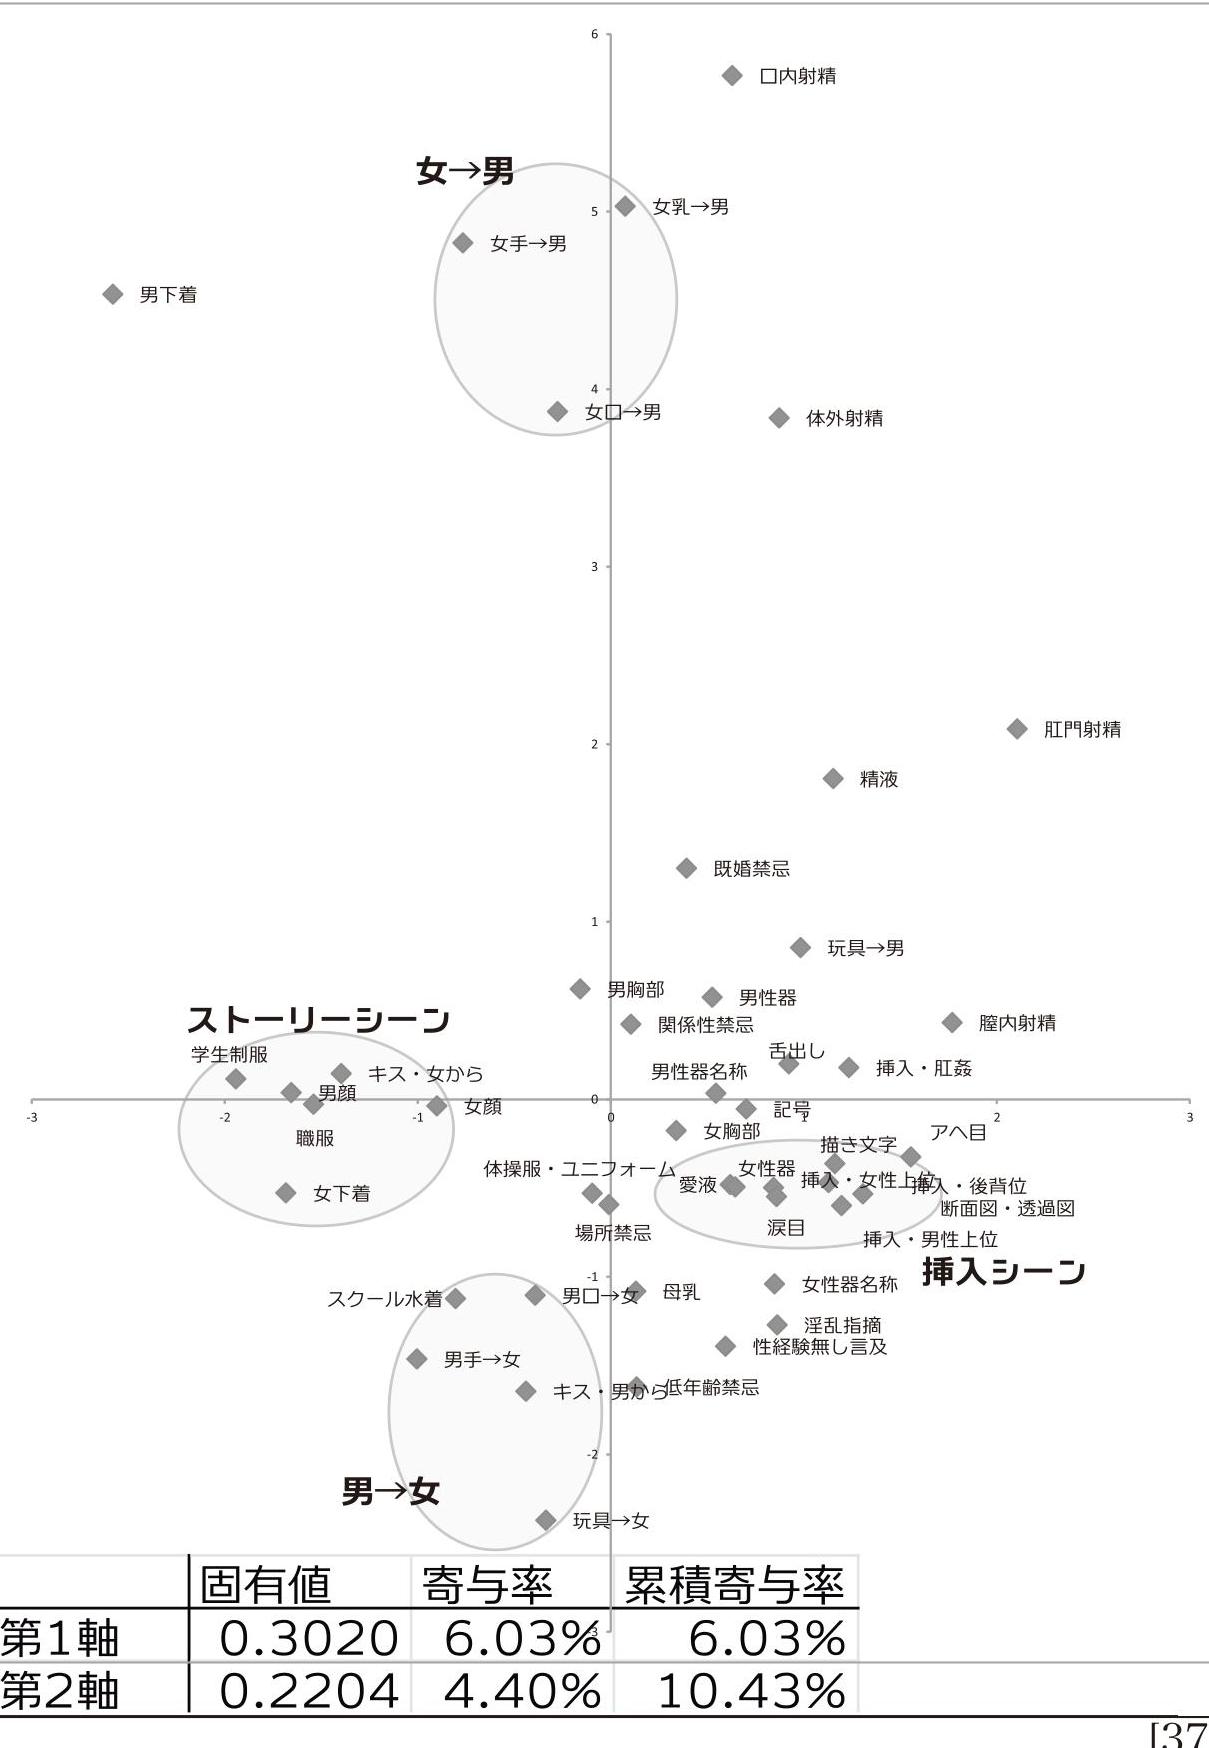 6
口内射精
女→男
5
女乳→男
女手→男
男下着
4
女口→男
体外射精
3
2
肛門射精
精液
既婚禁忌
1
玩具→男
男胸部
男性器
ストーリーシーン
関係性禁忌
膣内射精
学生制服
舌出し
キス・女から
男性器名称
挿入・肛姦
男顔
女顔
0
記号
-3
-2
-1
0
1
2
3
職服
女胸部
アヘ目
描き文字
体操服・ユニフォーム
女性器
愛液
挿入・女性上位
挿入・後背位
女下着
断面図・透過図
場所禁忌
涙目
挿入・男性上位
挿入シーン
-1
スクール水着
男口→女
母乳
女性器名称
淫乱指摘
性経験無し言及
男手→女
キス・男から
低年齢禁忌
-2
男→女
玩具→女
固有値 寄与率 累積寄与率
-3
第1軸 0.3020 6.03% 6.03%
第2軸 0.2204 4.40% 10.43%
[37